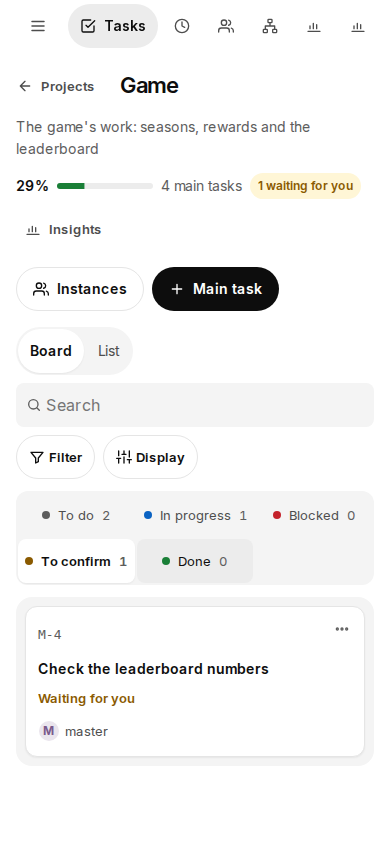 Tasks
Projects
Game
The game's work: seasons, rewards and the
leaderboard
29% 4 main tasks 1 waiting for you
Insights
Instances
Main task
Board List
Search
Filter Display
To do 2 In progress 1 Blocked 0
To confirm 1 Done 0
M-4
Check the leaderboard numbers
Waiting for you
M master